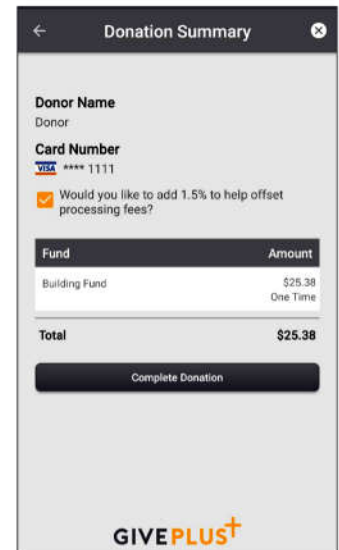 Donation Summary
Donor Name
Donor
Card Number
VISA **** 1111
Would you like to add 1.5% to help offset
processing fees?
Fund Amount
Building Fund $25.38
One Time
Total $25.38
Complete Donation
GIVEPLUS+